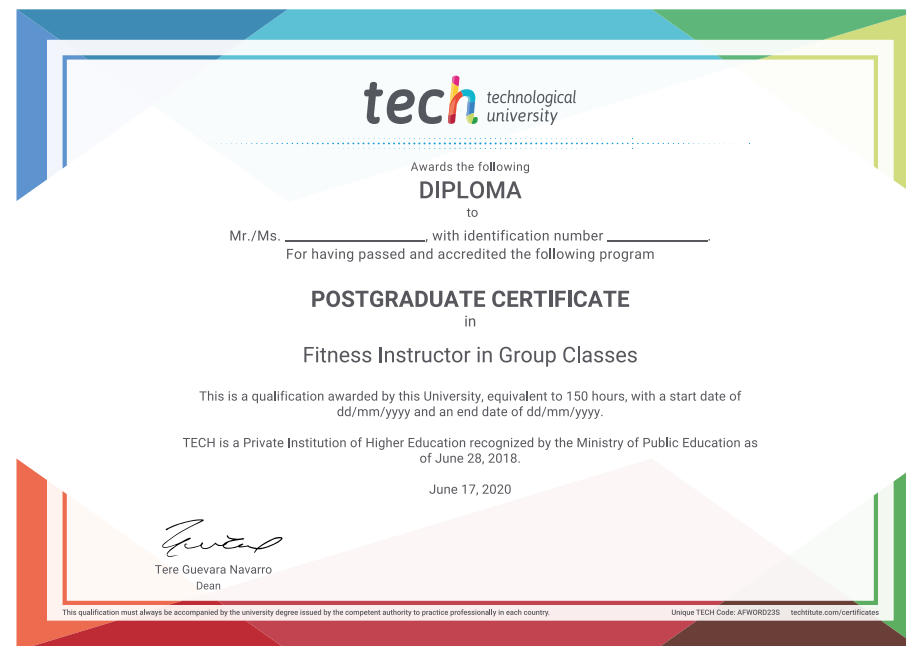 tech technological
university
Awards the following
DIPLOMA
to
Mr./Ms. ____________________, with identification number ______________.
For having passed and accredited the following program
POSTGRADUATE CERTIFICATE
in
Fitness Instructor in Group Classes
This is a qualification awarded by this University, equivalent to 150 hours, with a start date of
dd/mm/yyyy and an end date of dd/mm/yyyy.
TECH is a Private Institution of Higher Education recognized by the Ministry of Public Education as
of June 28, 2018.
June 17, 2020
Tere Guevara Navarro
Dean
This qualification must always be accompanied by the university degree issued by the competent authority to practice professionally in each country. Unique TECH Code: AFWORD23S techtitute.com/certificates